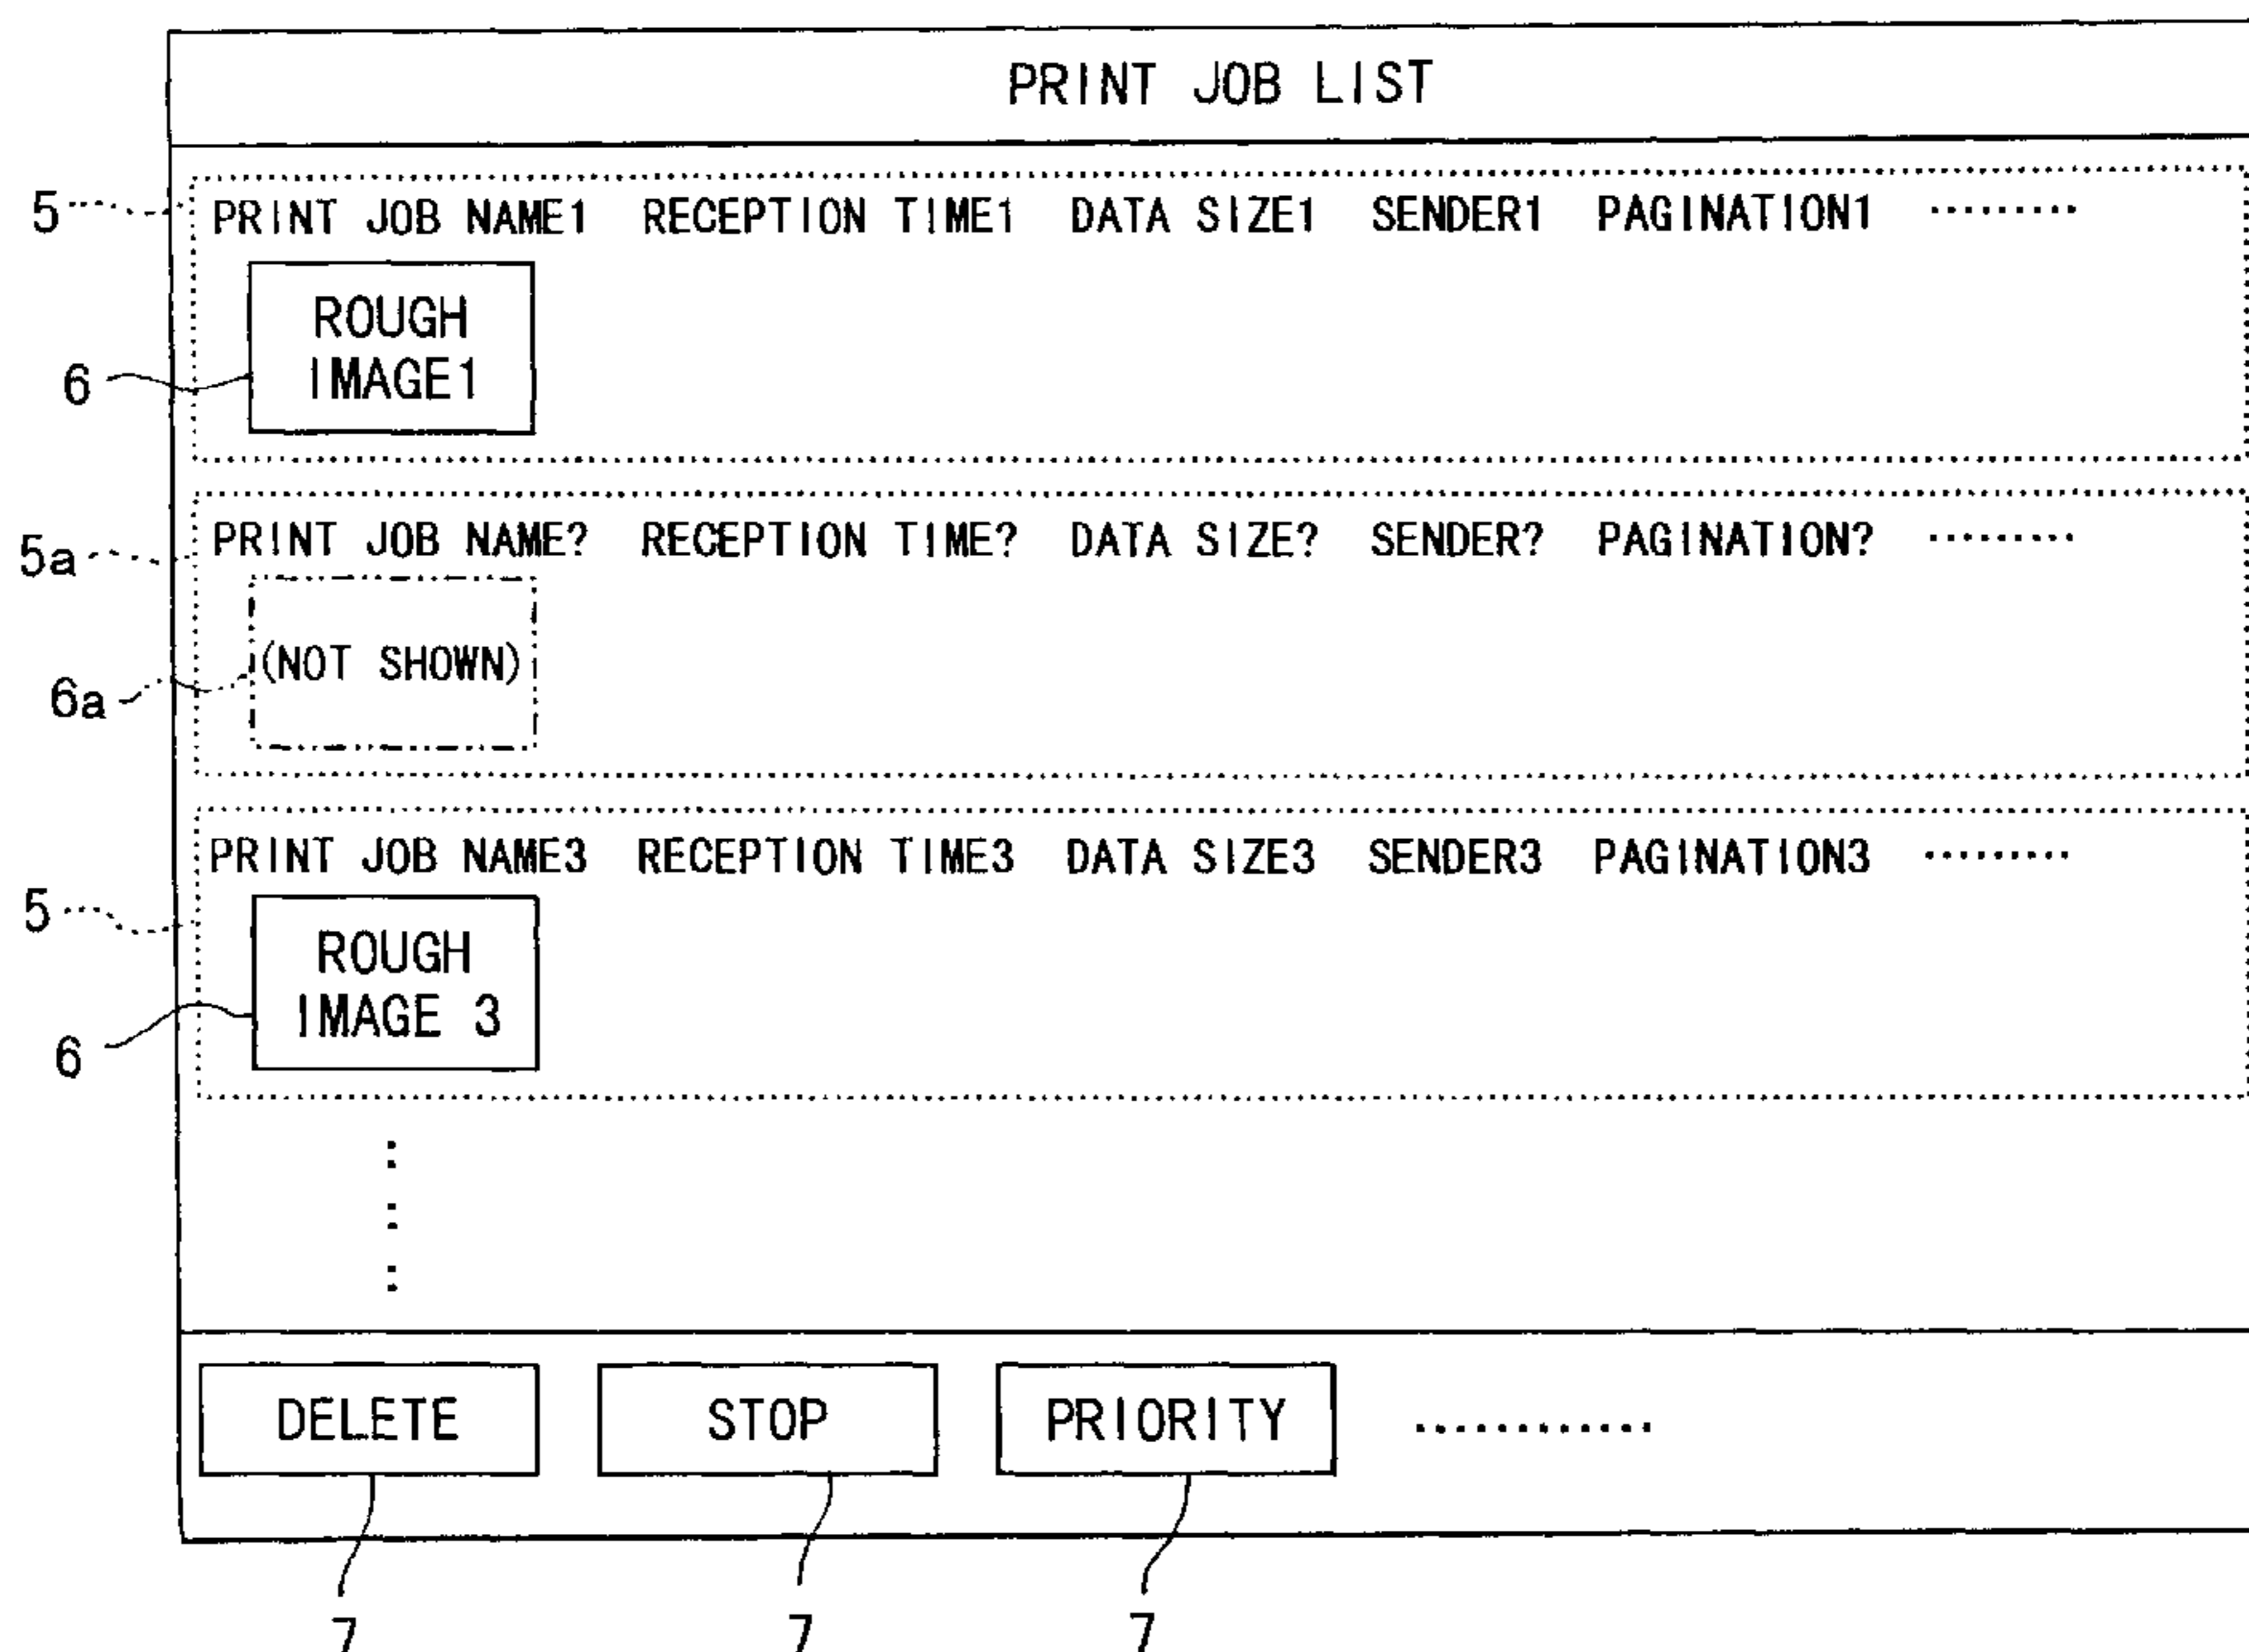 PRINT JOB LIST
5 PRINT JOB NAME1 RECEPTION TIME1 DATA SIZE1 SENDER1 PAGINATION1 ·········
ROUGH
IMAGE1
6
5a PRINT JOB NAME? RECEPTION TIME? DATA SIZE? SENDER? PAGINATION? ·········
(NOT SHOWN)
6a
PRINT JOB NAME3 RECEPTION TIME3 DATA SIZE3 SENDER3 PAGINATION3 ·········
5
ROUGH
IMAGE 3
6
DELETE STOP PRIORITY ············
7 7 7